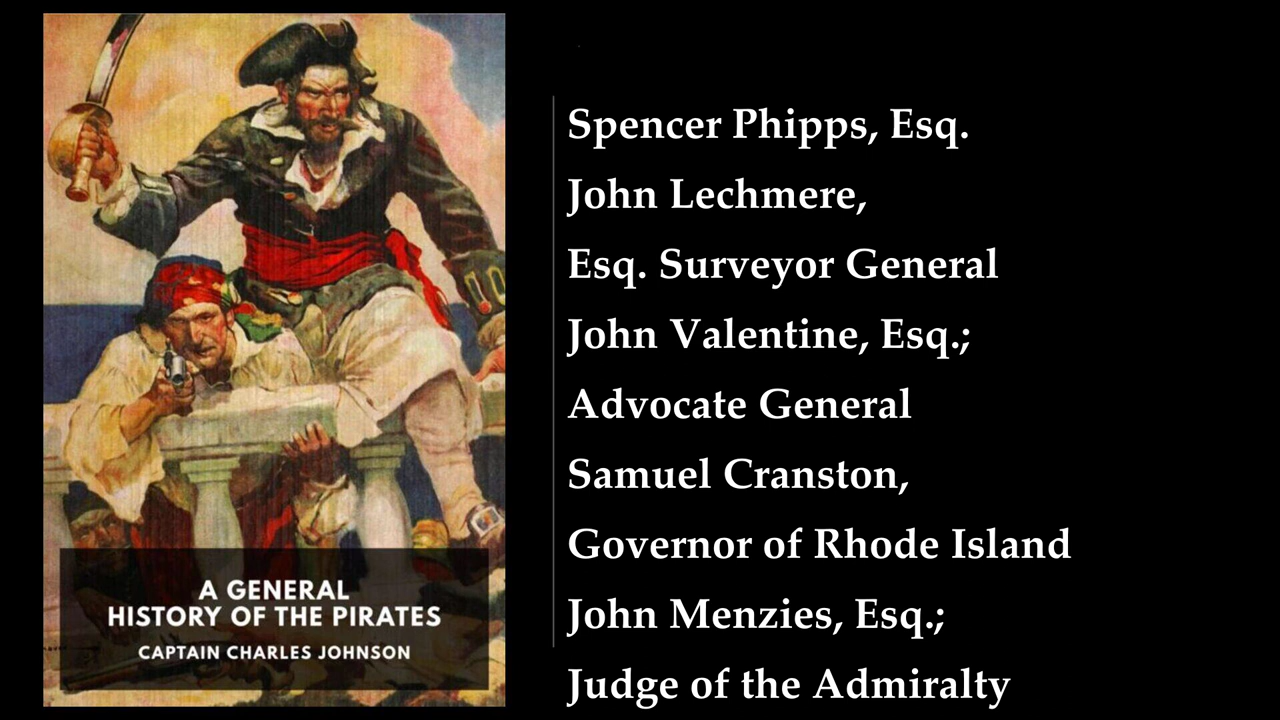 A GENERAL
HISTORY OF THE PIRATES
CAPTAIN CHARLES JOHNSON
Spencer Phipps, Esq.
John Lechmere,
Esq. Surveyor General
John Valentine, Esq.;
Advocate General
Samuel Cranston,
Governor of Rhode Island
John Menzies, Esq.;
Judge of the Admiralty